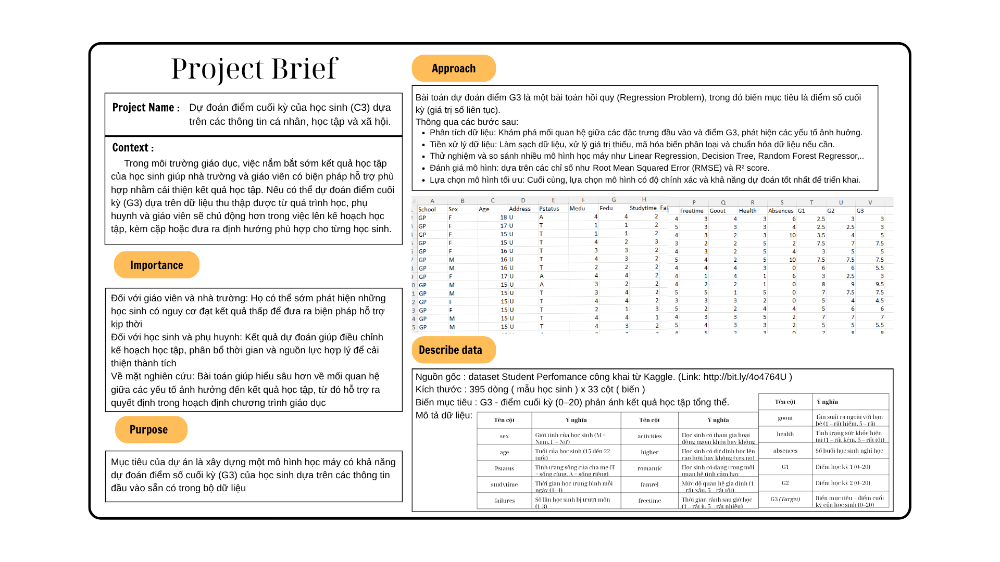 Project Brief
Project Name :
Dự đoán điểm cuối kỳ của học sinh (C3) dựa
trên các thông tin cá nhân, học tập và xã hội.
Context :
Trong môi trường giáo dục, việc nắm bắt sớm kết quả học tập
của học sinh giúp nhà trường và giáo viên có biện pháp hỗ trợ phù
hợp nhằm cải thiện kết quả học tập. Nếu có thể dự đoán điểm cuối
kỳ (G3) dựa trên dữ liệu thu thập được từ quá trình học, phụ
huynh và giáo viên sẽ chủ động hơn trong việc lên kế hoạch học
tập, kèm cặp hoặc đưa ra định hướng phù hợp cho từng học sinh.
Importance
Đối với giáo viên và nhà trường: Họ có thể sớm phát hiện những
học sinh có nguy cơ đạt kết quả thấp để đưa ra biện pháp hỗ trợ
kịp thời
Đối với học sinh và phụ huynh: Kết quả dự đoán giúp điều chỉnh
kế hoạch học tập, phân bổ thời gian và nguồn lực hợp lý để cải
thiện thành tích
Về mặt nghiên cứu: Bài toán giúp hiểu sâu hơn về mối quan hệ
giữa các yếu tố ảnh hưởng đến kết quả học tập, từ đó hỗ trợ ra
quyết định trong hoạch định chương trình giáo dục
Purpose
Mục tiêu của dự án là xây dựng một mô hình học máy có khả năng
dự đoán điểm số cuối kỳ (G3) của học sinh dựa trên các thông tin
đầu vào sẵn có trong bộ dữ liệu
Approach
Bài toán dự đoán điểm G3 là một bài toán hồi quy (Regression Problem), trong đó biến mục tiêu là điểm số cuối
kỳ (giá trị số liên tục).
Thông qua các bước sau:
• Phân tích dữ liệu: Khám phá mối quan hệ giữa các đặc trưng đầu vào và điểm G3, phát hiện các yếu tố ảnh huởng.
• Tiền xử lý dữ liệu: Làm sạch dữ liệu, xử lý giá trị thiếu, mã hóa biến phân loại và chuẩn hóa dữ liệu nếu cần.
• Thử nghiệm và so sánh nhiều mô hình học máy như Linear Regression, Decision Tree, Random Forest Regressor,..
• Đánh giá mô hình: dựa trên các chỉ số như Root Mean Squared Error (RMSE) và R² score.
• Lựa chọn mô hình tối ưu: Cuối cùng, lựa chọn mô hình có độ chính xác và khả năng dự đoán tốt nhất để triển khai.
A B C D E F G H P Q R S T U V
School Sex Age Address Pstatus Medu Fedu Studytime Fai Freetime Goout Health Absences G1 G2 G3
GP F 18 U A 4 4 2 4 3 4 3 6 2.5 3 3
GP F 17 U T 1 1 2 5 3 3 3 4 2.5 2.5 3
GP F 15 U T 1 1 2 4 3 2 3 10 3.5 4 5
GP F 15 U T 4 2 3 3 2 2 5 2 7.5 7 7.5
GP F 16 U T 3 3 2 4 3 2 5 4 3 5 5
GP M 16 U T 4 3 2 5 4 2 5 10 7.5 7.5 7.5
GP M 16 U T 2 2 2 4 4 4 3 0 6 6 5.5
GP F 17 U A 4 4 2 4 1 4 1 6 3 2.5 3
GP M 15 U A 3 2 2 4 2 2 1 0 8 9 9.5
GP M 15 U T 3 4 2 5 5 1 5 0 7 7.5 7.5
GP F 15 U T 4 4 2 3 3 3 2 0 5 4 4.5
GP F 15 U T 2 1 3 5 2 2 4 4 5 6 6
GP M 15 U T 4 4 1 4 3 3 5 2 7 7 7
GP M 15 U T 4 3 2 5 4 3 3 2 5 5 5.5
Describe data
Nguồn gốc : dataset Student Perfomance công khai từ Kaggle. (Link: http://bit.ly/4o4764U )
Kích thước : 395 dòng ( mẫu học sinh ) x 33 cột ( biến )
Biến mục tiêu : G3 - điểm cuối kỳ (0–20) phản ánh kết quả học tập tổng thể.
Mô tả dữ liệu:
Tên cột Ý nghĩa
sex Giới tính của học sinh (M =
Nam, F = Nữ)
age Tuổi của học sinh (15 đến 22
tuổi)
Pstatus Tình trạng sống của cha mẹ (T
= sống cùng, A = sống riêng)
studytime Thời gian học trung bình mỗi
ngày (1–4)
failures Số lần học sinh bị trượt môn
(1-3)
Tên cột Ý nghĩa
activities Học sinh có tham gia hoạt
động ngoại khóa hay không
higher Học sinh có dự định học lên
cao hơn hay không (yes no)
romantic Học sinh có đang trong mối
quan hệ tình cảm hay
famrel Mức độ quan hệ gia đình (1
– rất xấu, 5 – rất tốt)
freetime Thời gian rảnh sau giờ học
(1 – rất ít, 5 – rất nhiều)
Tên cột Ý nghĩa
goout Tần suất ra ngoài với bạn
bè (1 – rất hiếm, 5 – rất
health Tình trạng sức khỏe hiện
tại (1 – rất kém, 5 – rất tốt)
absences Số buổi học sinh nghỉ học
G1 Điểm học kỳ 1 (0–20)
G2 Điểm học kỳ 2 (0–20)
G3 (Target) Biến mục tiêu – điểm cuối
kỳ của học sinh (0–20)